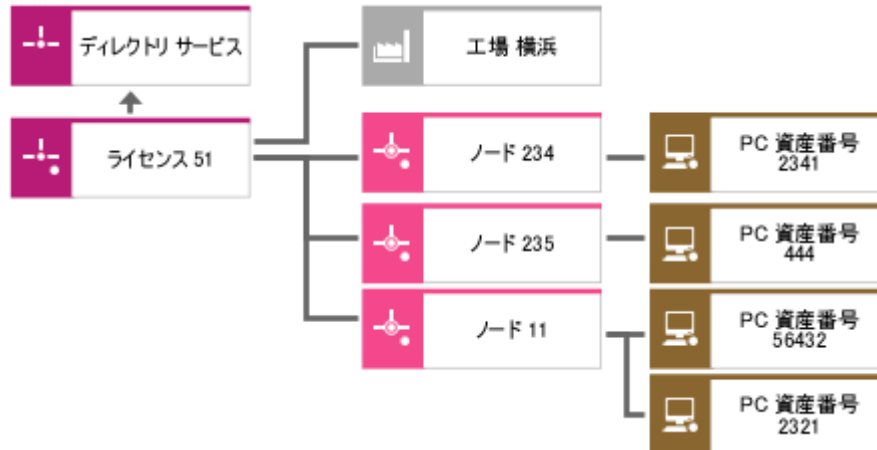 ディレクトリ サービス
工場 横浜
ライセンス 51
ノード 234
PC 資産番号
2341
ノード 235
PC 資産番号
444
ノード 11
PC 資産番号
56432
PC 資産番号
2321